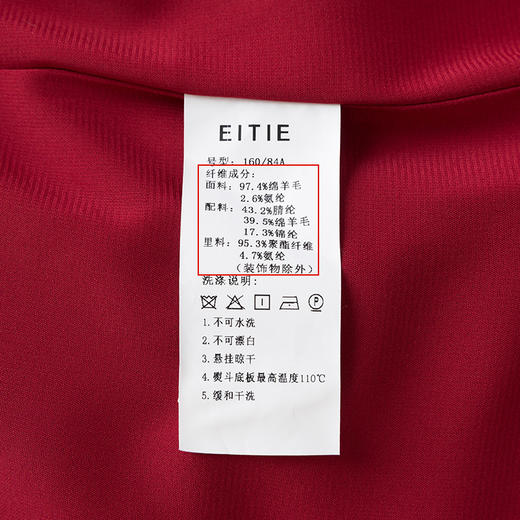 EITIE
号型: 160/84A
纤维成分:
面料: 97.4%绵羊毛
2.6%氨纶
配料: 43.2%腈纶
39.5%绵羊毛
17.3%锦纶
里料: 95.3%聚酯纤维
4.7%氨纶
(装饰物除外)
洗涤说明:
P
1.不可水洗
2.不可漂白
3.悬挂晾干
4.熨斗底板最高温度110℃
5.缓和干洗